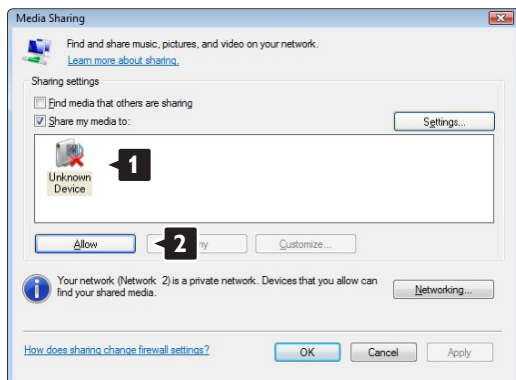 Media Sharing
Find and share music, pictures, and video on your network.
Learn more about sharing.
Sharing settings
Find media that others are sharing
Share my media to:
Settings...
1
Unknown
Device
Allow
2
Customize...
Your network (Network 2) is a private network. Devices that you allow can
find your shared media.
Networking...
How does sharing change firewall settings?
OK
Cancel
Apply